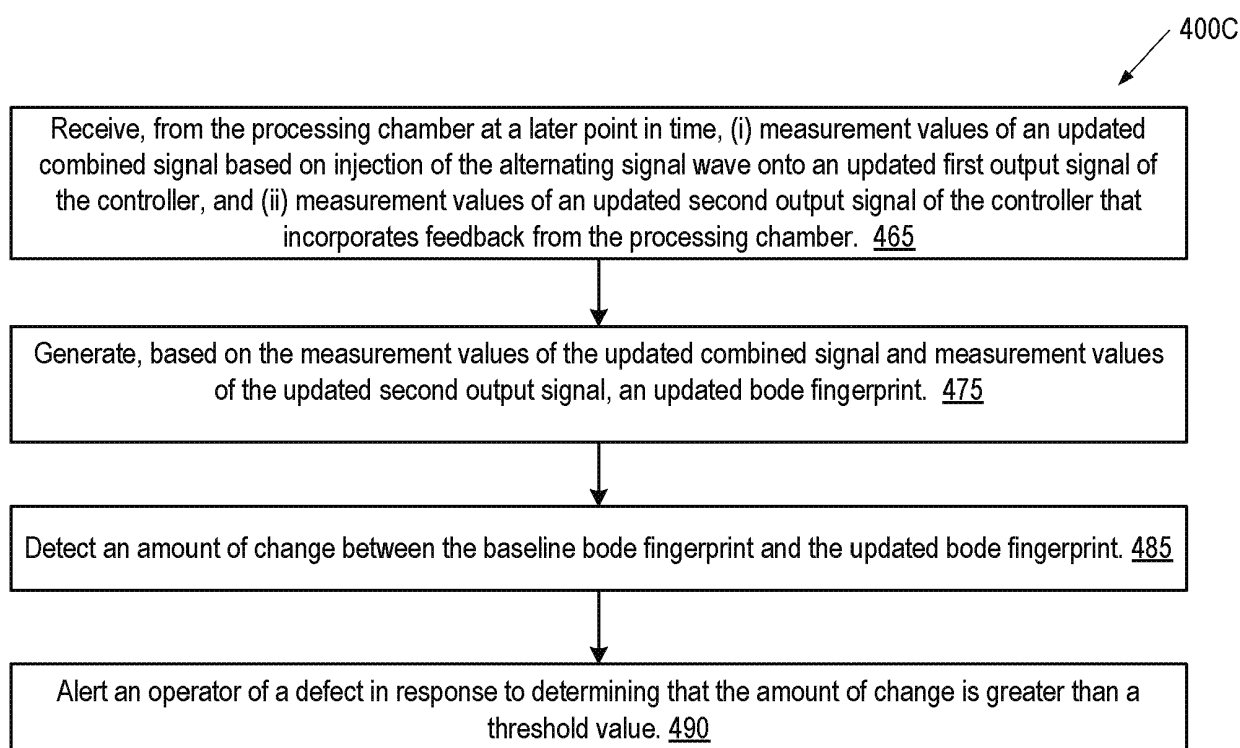 400C
Receive, from the processing chamber at a later point in time, (i) measurement values of an updated
combined signal based on injection of the alternating signal wave onto an updated first output signal of
the controller, and (ii) measurement values of an updated second output signal of the controller that
incorporates feedback from the processing chamber. 465
Generate, based on the measurement values of the updated combined signal and measurement values
of the updated second output signal, an updated bode fingerprint. 475
Detect an amount of change between the baseline bode fingerprint and the updated bode fingerprint. 485
Alert an operator of a defect in response to determining that the amount of change is greater than a
threshold value. 490